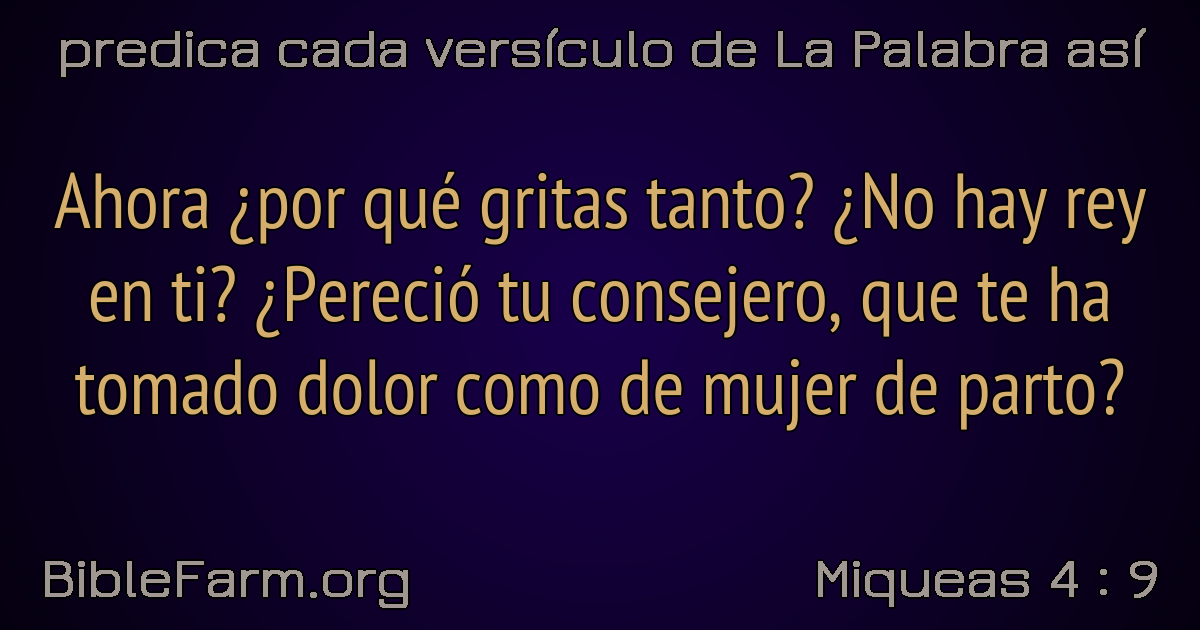 predica cada versículo de La Palabra así
Ahora ¿por qué gritas tanto? ¿No hay rey
en ti? ¿Pereció tu consejero, que te ha
tomado dolor como de mujer de parto?
BibleFarm.org
Miqueas 4 : 9